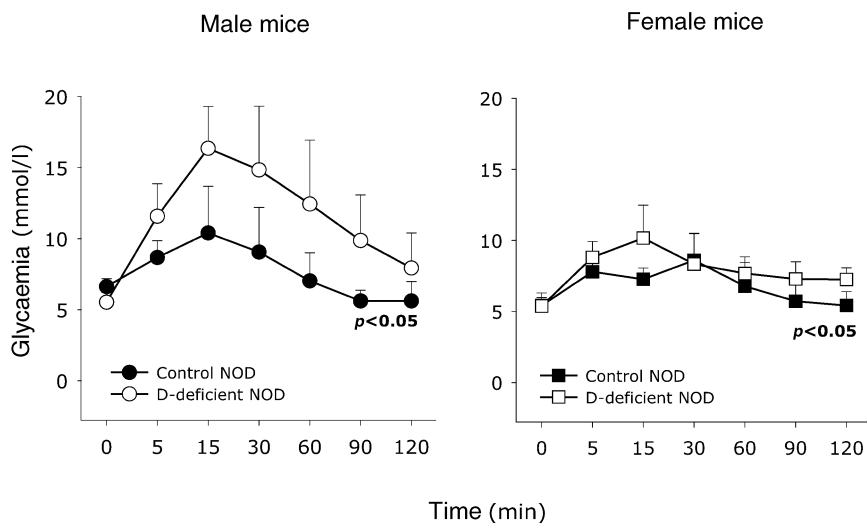 Male mice
Female mice
Glycaemia (mmol/l)
20
15
10
5
0
p<0.05
Control NOD
D-deficient NOD
0 5 15 30 60 90 120
20
15
10
5
0
p<0.05
Control NOD
D-deficient NOD
0 5 15 30 60 90 120
Time (min)